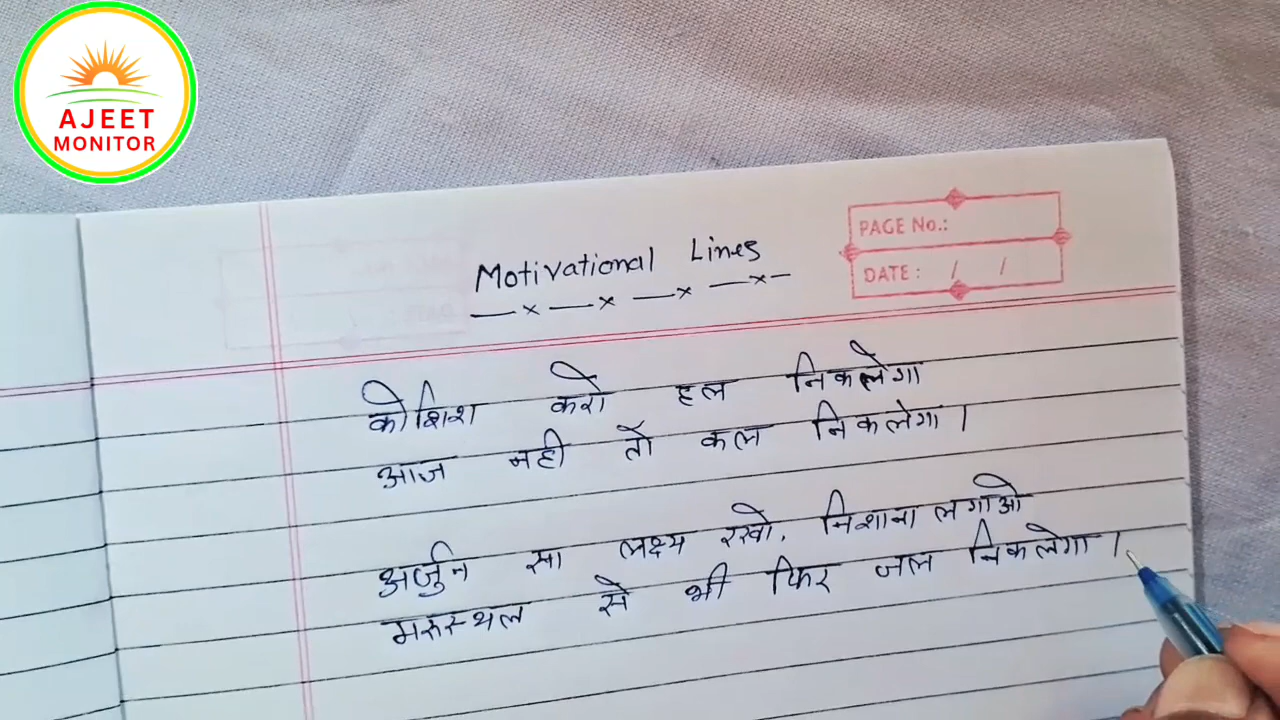 AJEET
MONITOR
PAGE No.:
DATE : / /
Motivational Lines
कोशिश करो हल निकलेगा
आज नही तो कल निकलेगा।
अर्जुन सा लक्ष्य रखो, निशाना लगाओ
मरुस्थल से भी फिर जल निकलेगा।